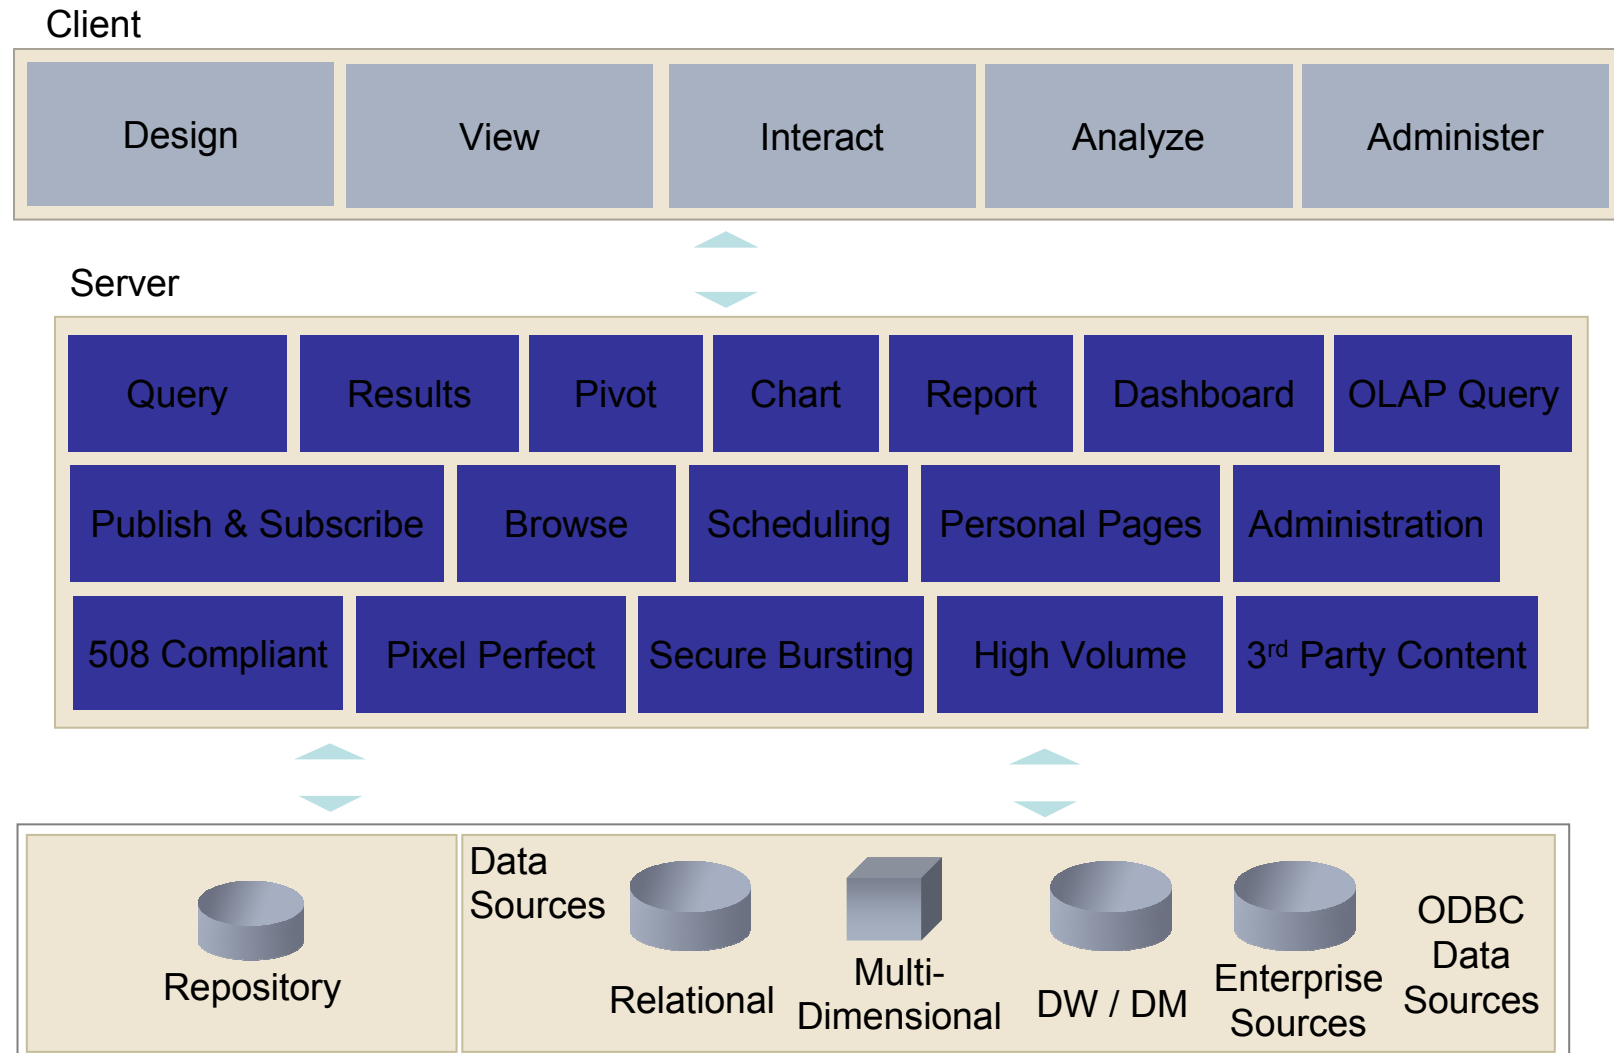 Client
Design
View
Interact
Analyze
Administer
Server
Query
Results
Pivot
Chart
Report
Dashboard
OLAP Query
Publish & Subscribe
Browse
Scheduling
Personal Pages
Administration
508 Compliant
Pixel Perfect
Secure Bursting
High Volume
3rd Party Content
Repository
Data
Sources
Relational
Multi-
Dimensional
DW / DM
Enterprise
Sources
ODBC
Data
Sources